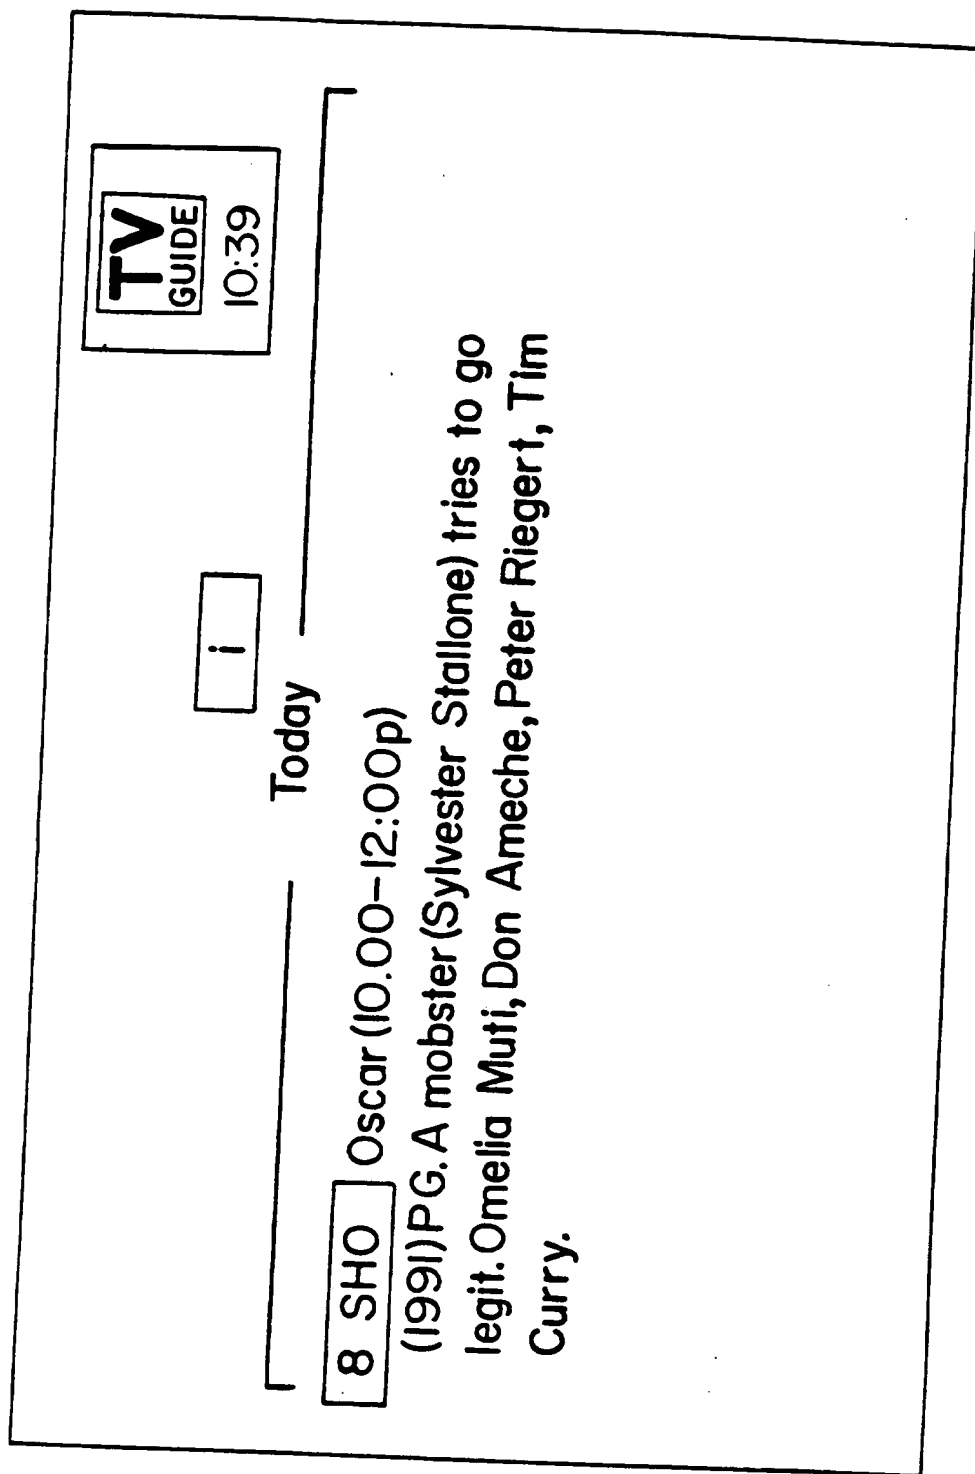 TV
GUIDE
10:39
i
Today
8 SHO Oscar (10.00-12:00p)
(1991) PG. A mobster (Sylvester Stallone) tries to go
legit. Omelia Muti, Don Ameche, Peter Riegert, Tim
Curry.